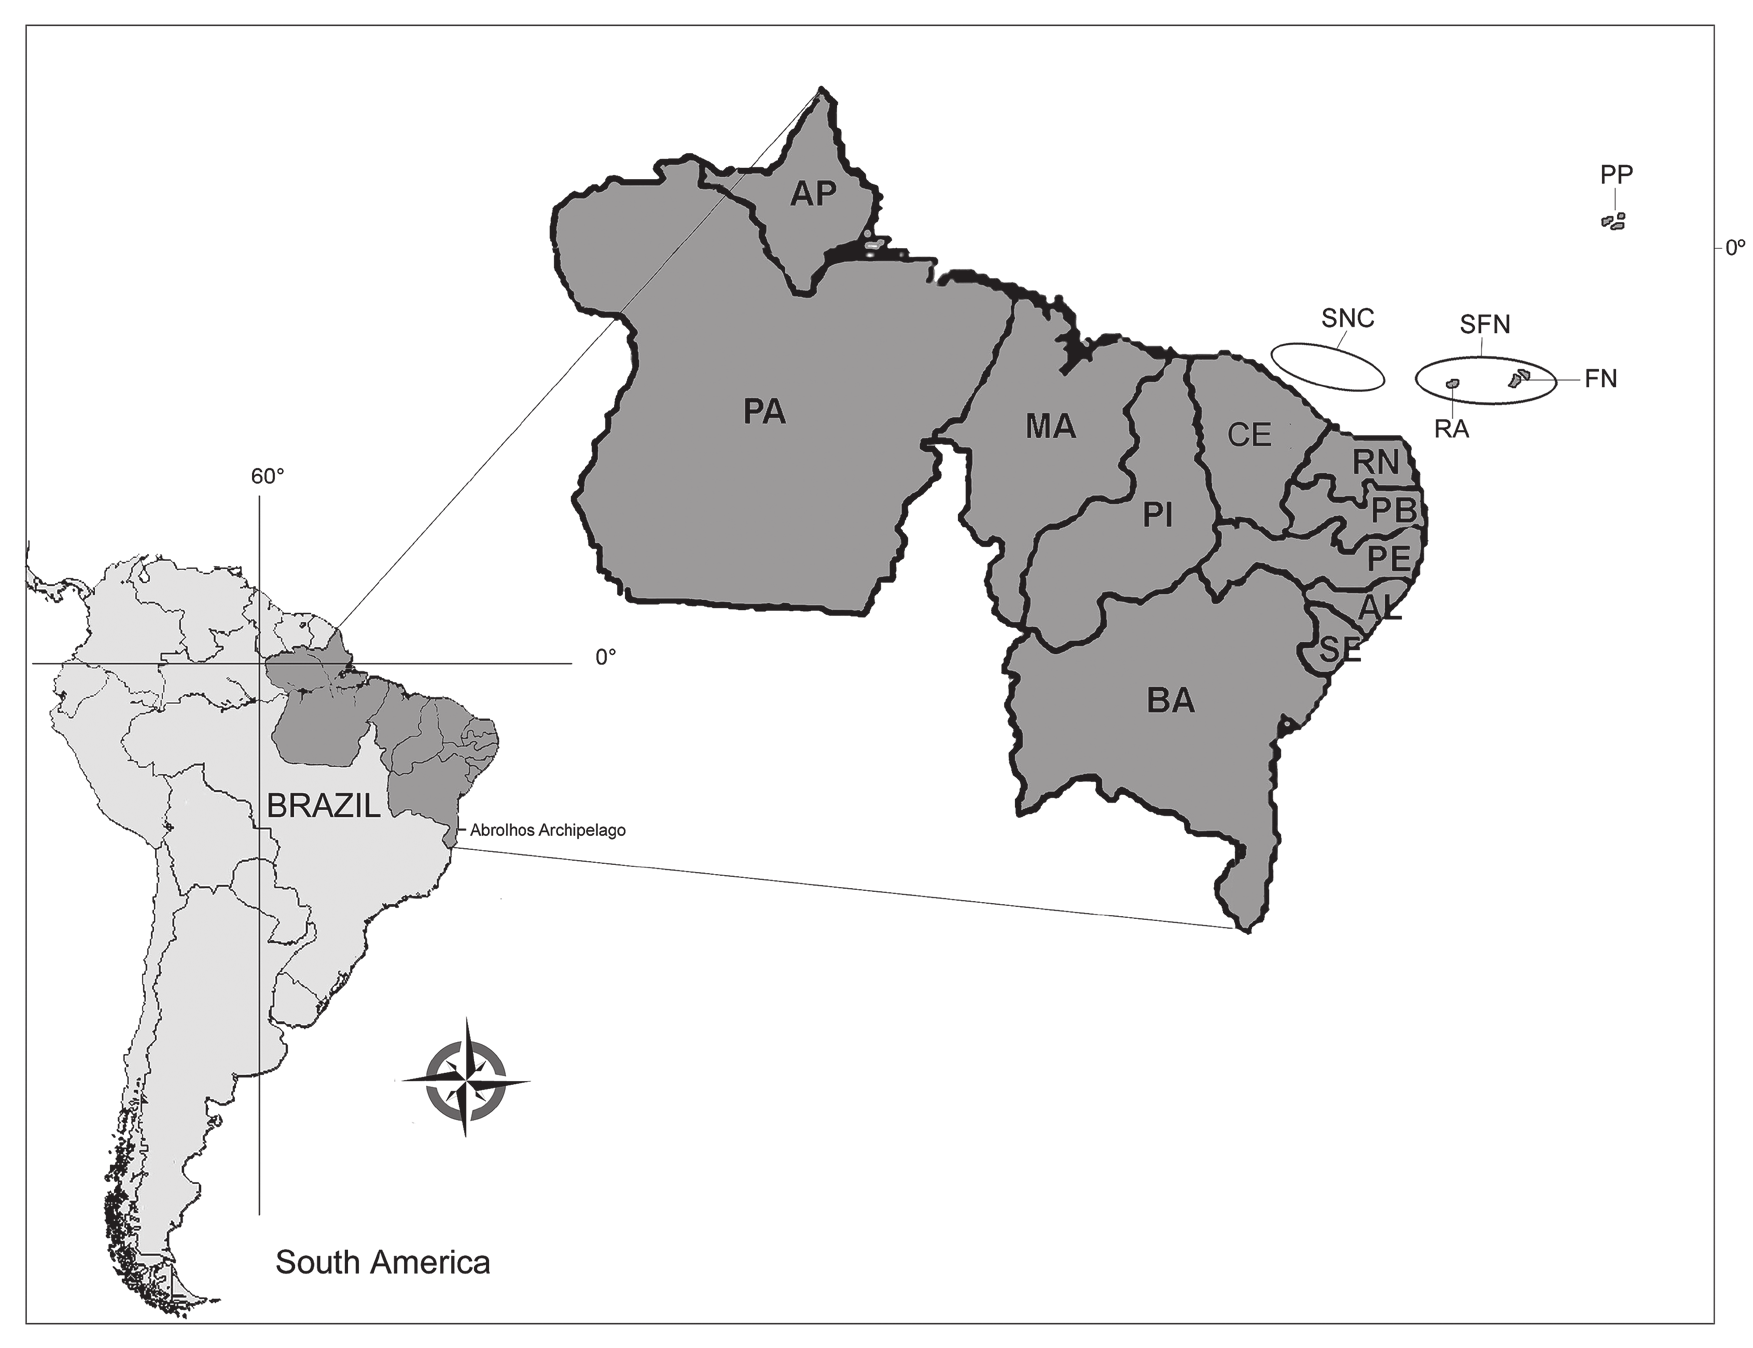 PP
AP
0º
SNC
SFN
FN
PA
MA
CE
RA
RN
60°
PI
PB
PE
AL
SE
0°
BA
BRAZIL
Abrolhos Archipelago
South America